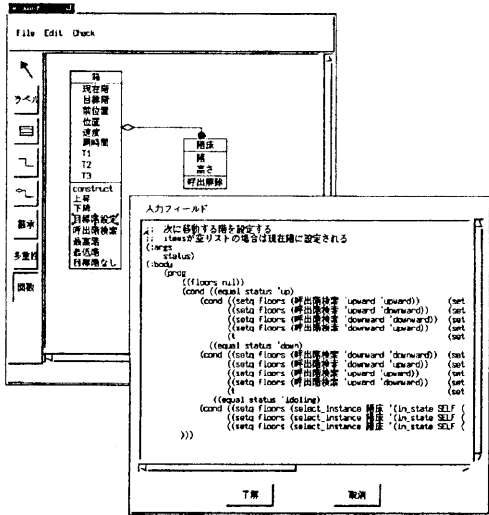 File Edit Check
ラベル
継承
多重性
関数
箱
現在階
目標階
前位置
位置
速度
調時間
T1
T2
T3
construct
上昇
下降
目標階設定
呼出階検索
最高階
最低階
目標階なし
階床
階
高さ
呼出解除
入力フィールド
;; 次に移動する階を設定する
;; itemsが空リストの場合は現在階に設定される
(:args
status)
(:body
(prog
((floors nil))
(cond ((equal status 'up)
(cond ((setq floors (呼出階検索 'upward 'upward)) (set
((setq floors (呼出階検索 'upward 'downward)) (set
((setq floors (呼出階検索 'downward 'downward)) (set
((setq floors (呼出階検索 'downward 'upward)) (set
(t (set
((equal status 'down)
(cond ((setq floors (呼出階検索 'downward 'downward)) (set
((setq floors (呼出階検索 'downward 'upward)) (set
((setq floors (呼出階検索 'upward 'upward)) (set
((setq floors (呼出階検索 'upward 'downward)) (set
(t (set
((equal status 'idoling)
(cond ((setq floors (select_instance 階床 '(in_state SELF (
((setq floors (select_instance 階床 '(in_state SELF (
((setq floors (select_instance 階床 '(in_state SELF (
)))
了解
取消